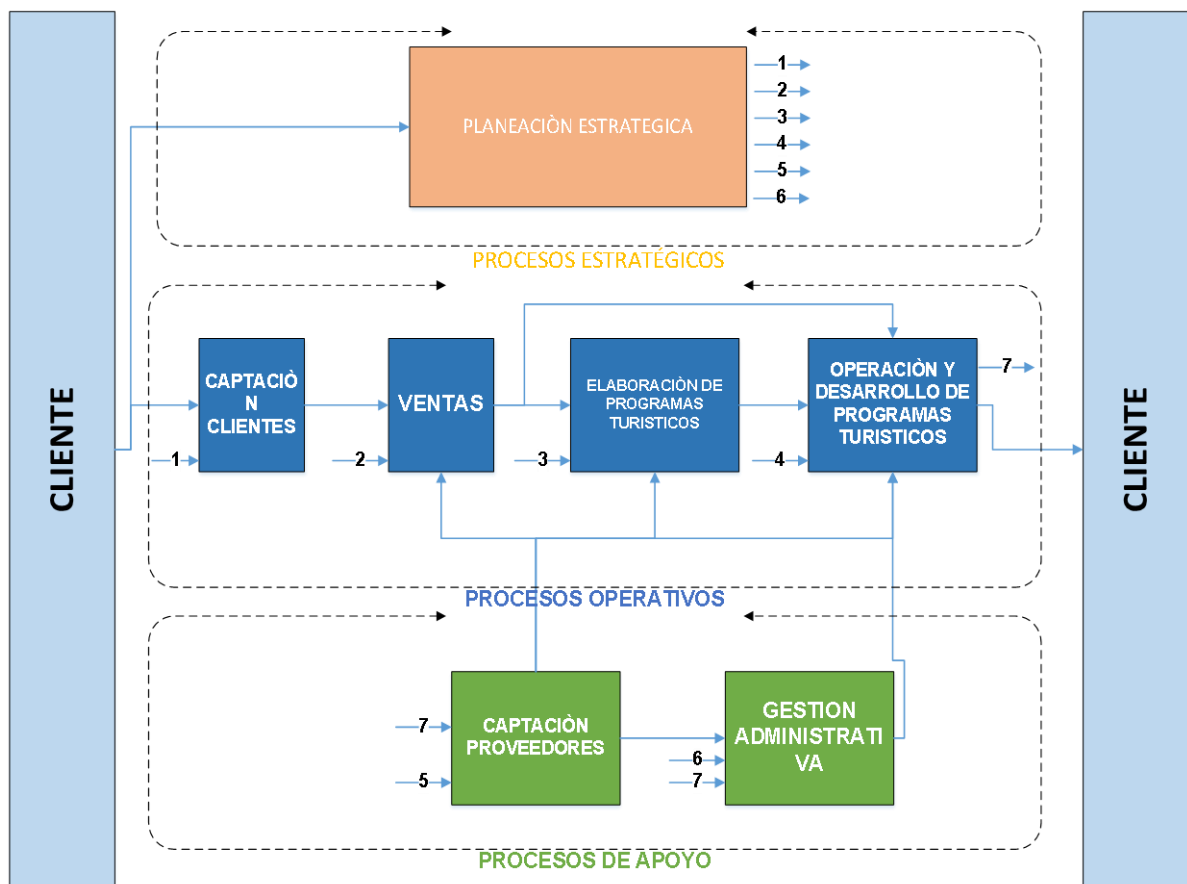 CLIENTE
PLANEACIÒN ESTRATEGICA
1
2
3
4
5
6
PROCESOS ESTRATÉGICOS
CAPTACIÒ
N
CLIENTES
VENTAS
ELABORACIÒN DE
PROGRAMAS
TURISTICOS
OPERACIÒN Y
DESARROLLO DE
PROGRAMAS
TURISTICOS
7
1
2
3
4
CLIENTE
PROCESOS OPERATIVOS
7
5
CAPTACIÒN
PROVEEDORES
6
7
GESTION
ADMINISTRATI
VA
PROCESOS DE APOYO